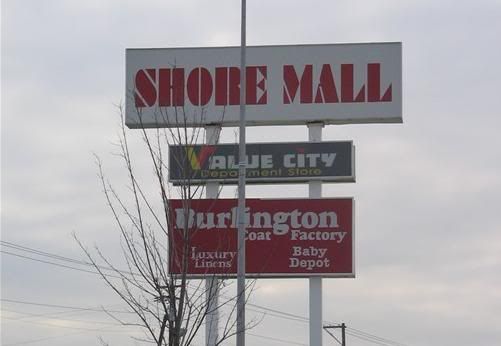 SHORE MALL
VALUE CITY
Department Store
Burlington
Coat Factory
Luxury Linens
Baby Depot